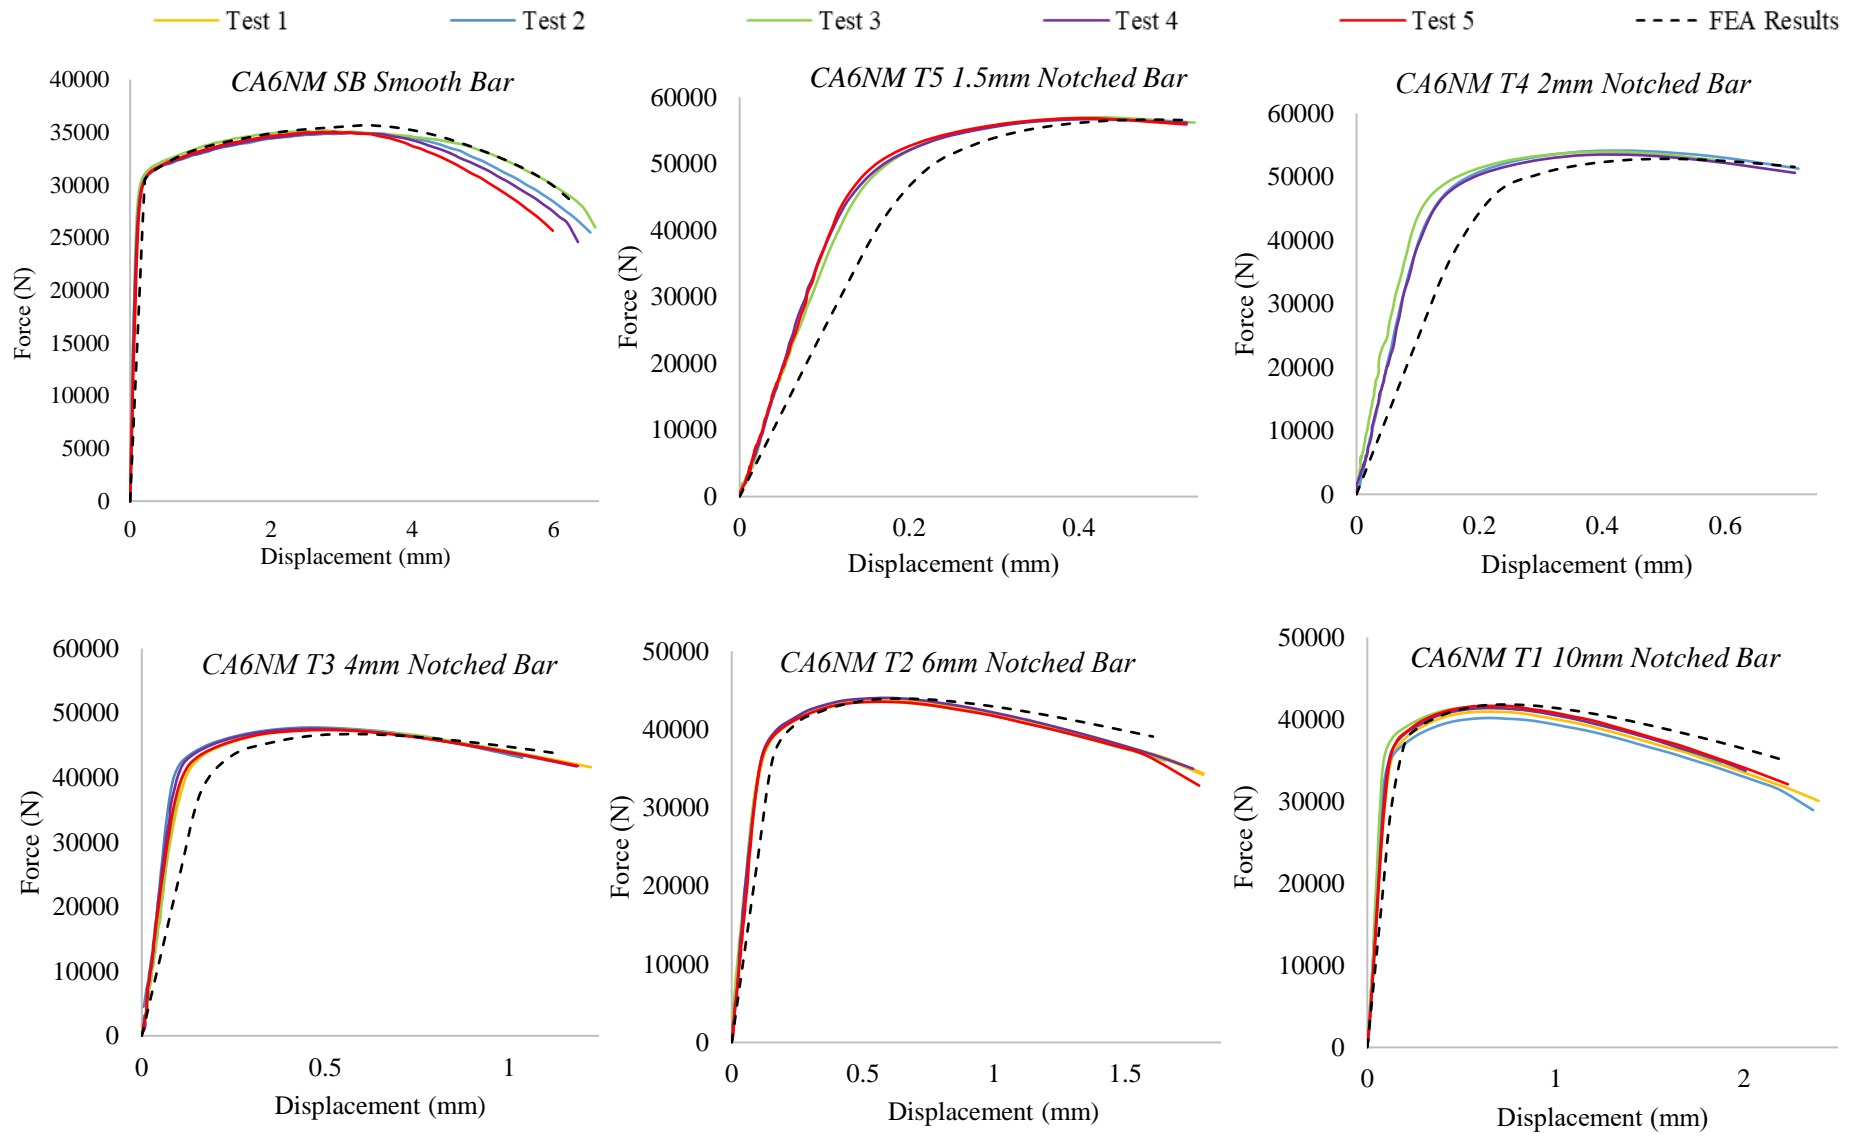 Test 1 Test 2 Test 3 Test 4 Test 5 FEA Results
CA6NM SB Smooth Bar
40000
35000
30000
25000
20000
15000
10000
5000
0
Force (N)
0 2 4 6
Displacement (mm)
CA6NM T5 1.5mm Notched Bar
60000
50000
40000
30000
20000
10000
0
Force (N)
0 0.2 0.4
Displacement (mm)
CA6NM T4 2mm Notched Bar
60000
50000
40000
30000
20000
10000
0
Force (N)
0 0.2 0.4 0.6
Displacement (mm)
CA6NM T3 4mm Notched Bar
60000
50000
40000
30000
20000
10000
0
Force (N)
0 0.5 1
Displacement (mm)
CA6NM T2 6mm Notched Bar
50000
40000
30000
20000
10000
0
Force (N)
0 0.5 1 1.5
Displacement (mm)
CA6NM T1 10mm Notched Bar
50000
40000
30000
20000
10000
0
Force (N)
0 1 2
Displacement (mm)